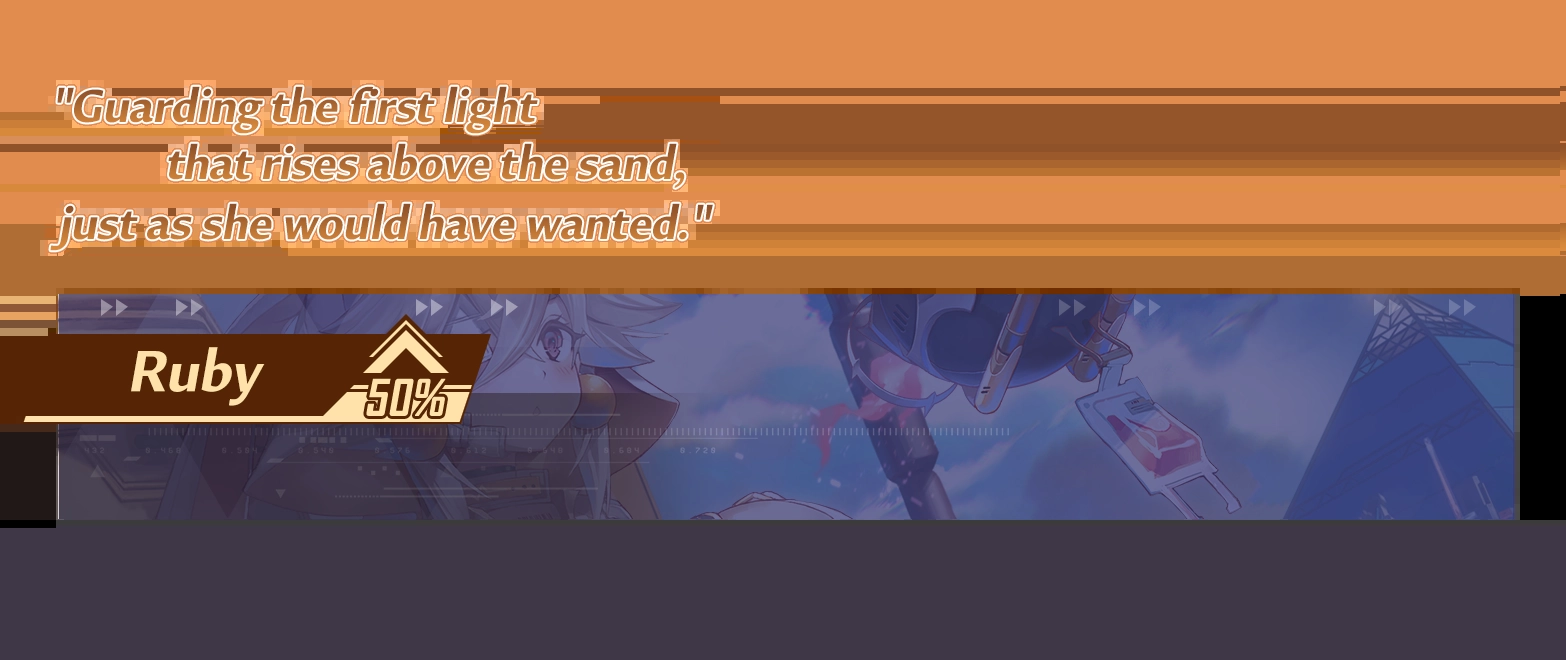 "Guarding the first light
that rises above the sand,
just as she would have wanted."
Ruby
50%